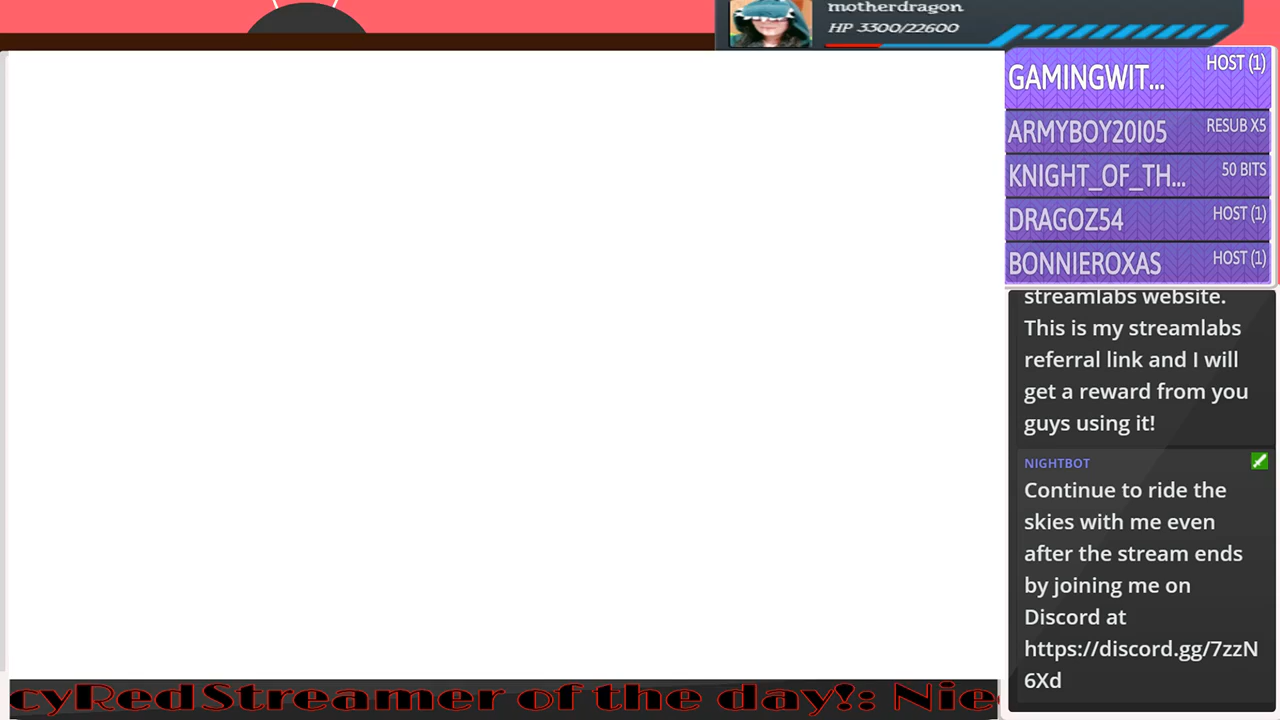 motherdragon
HP 3300/22600
GAMINGWIT... HOST (1)
ARMYBOY20105 RESUB X5
KNIGHT_OF_TH... 50 BITS
DRAGOZ54 HOST (1)
BONNIEROXAS HOST (1)
streamlabs website.
This is my streamlabs
referral link and I will
get a reward from you
guys using it!
NIGHTBOT
Continue to ride the
skies with me even
after the stream ends
by joining me on
Discord at
https://discord.gg/7zzN
6Xd
cyRed Streamer of the day!: Nie